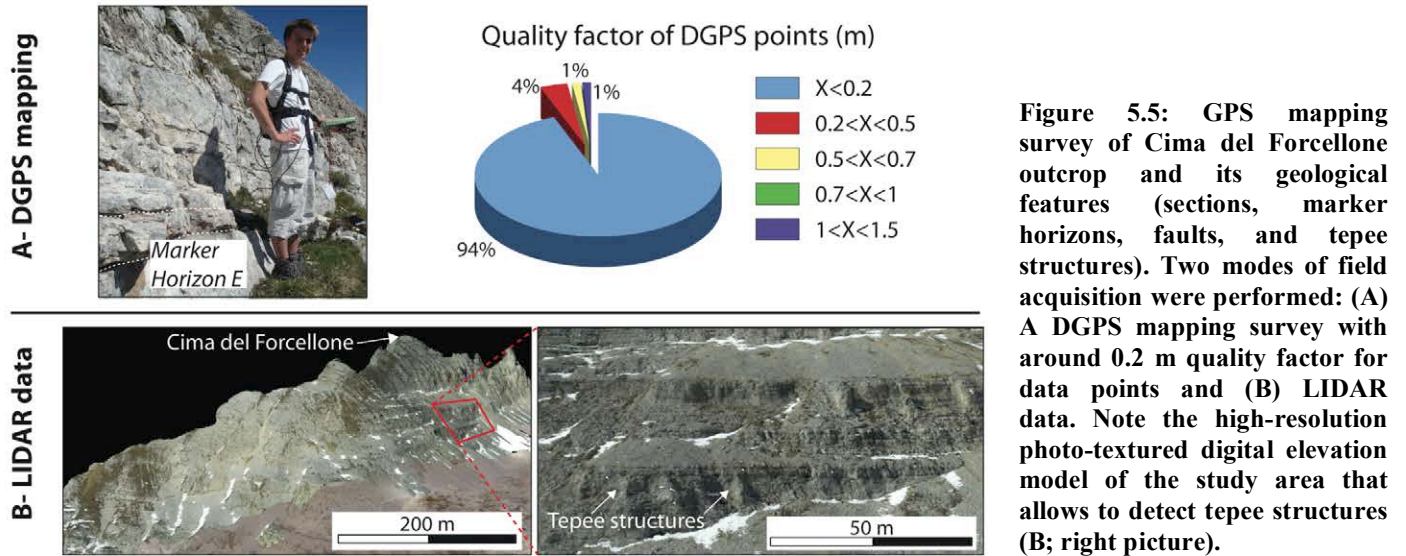 A- DGPS mapping
Marker
Horizon E
Quality factor of DGPS points (m)
1%
4%
1%
94%
X<0.2
0.2<X<0.5
0.5<X<0.7
0.7<X<1
1<X<1.5
B- LIDAR data
Cima del Forcellone
200 m
Tepee structures
50 m
Figure 5.5: GPS mapping
survey of Cima del Forcellone
outcrop and its geological
features (sections, marker
horizons, faults, and tepee
structures). Two modes of field
acquisition were performed: (A)
A DGPS mapping survey with
around 0.2 m quality factor for
data points and (B) LIDAR
data. Note the high-resolution
photo-textured digital elevation
model of the study area that
allows to detect tepee structures
(B; right picture).